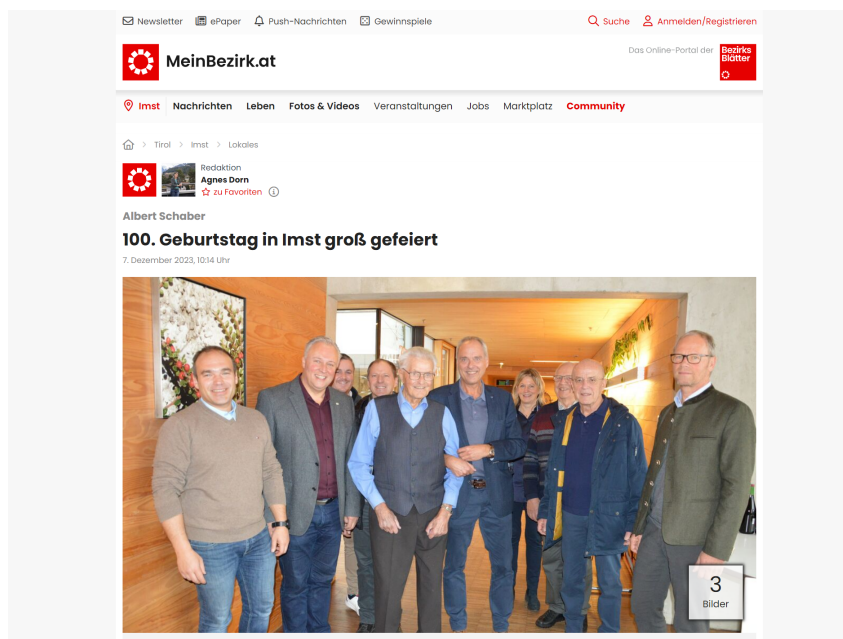 Newsletter ePaper Push-Nachrichten Gewinnspiele Suche Anmelden/Registrieren
MeinBezirk.at
Das Online-Portal der
Bezirks
Blätter
Imst Nachrichten Leben Fotos & Videos Veranstaltungen Jobs Marktplatz Community
Tirol > Imst > Lokales
Redaktion
Agnes Dorn
zu Favoriten
Albert Schaber
100. Geburtstag in Imst groß gefeiert
7. Dezember 2023, 10:14 Uhr
3
Bilder